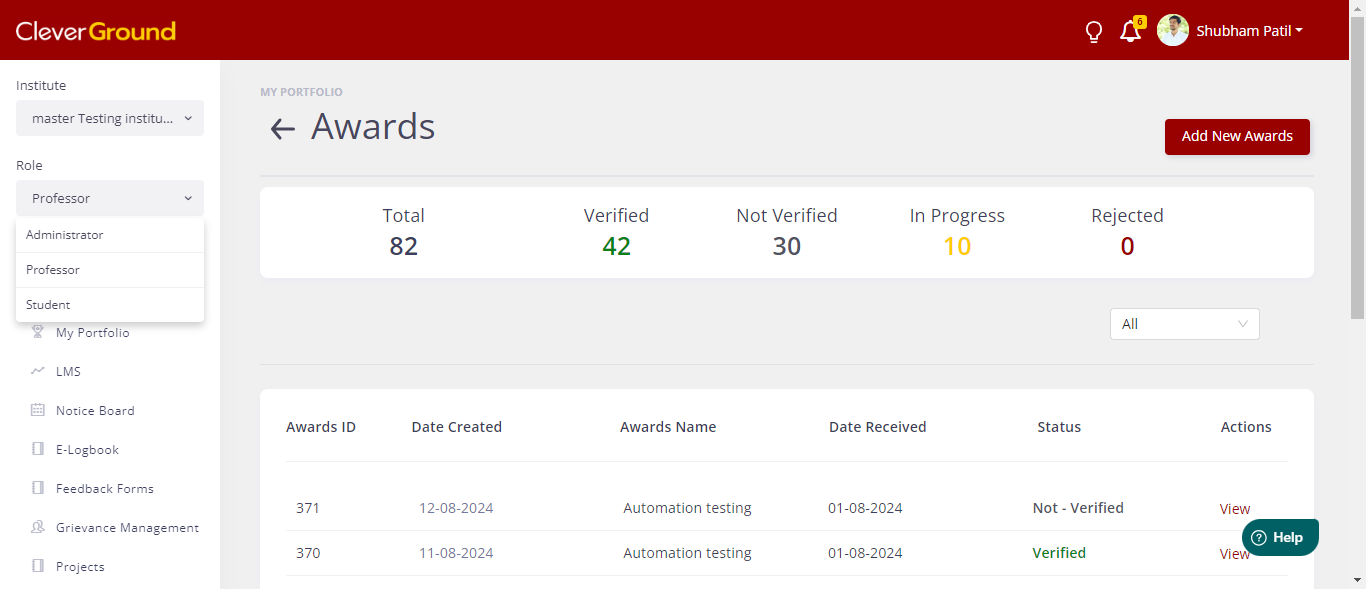 CleverGround
6
Shubham Patil
Institute
master Testing institu...
Role
Professor
Administrator
Professor
Student
My Portfolio
LMS
Notice Board
E-Logbook
Feedback Forms
Grievance Management
Projects
MY PORTFOLIO
Awards
Add New Awards
Total Verified Not Verified In Progress Rejected
82 42 30 10 0
All
Awards ID Date Created Awards Name Date Received Status Actions
371 12-08-2024 Automation testing 01-08-2024 Not - Verified View
370 11-08-2024 Automation testing 01-08-2024 Verified View
? Help